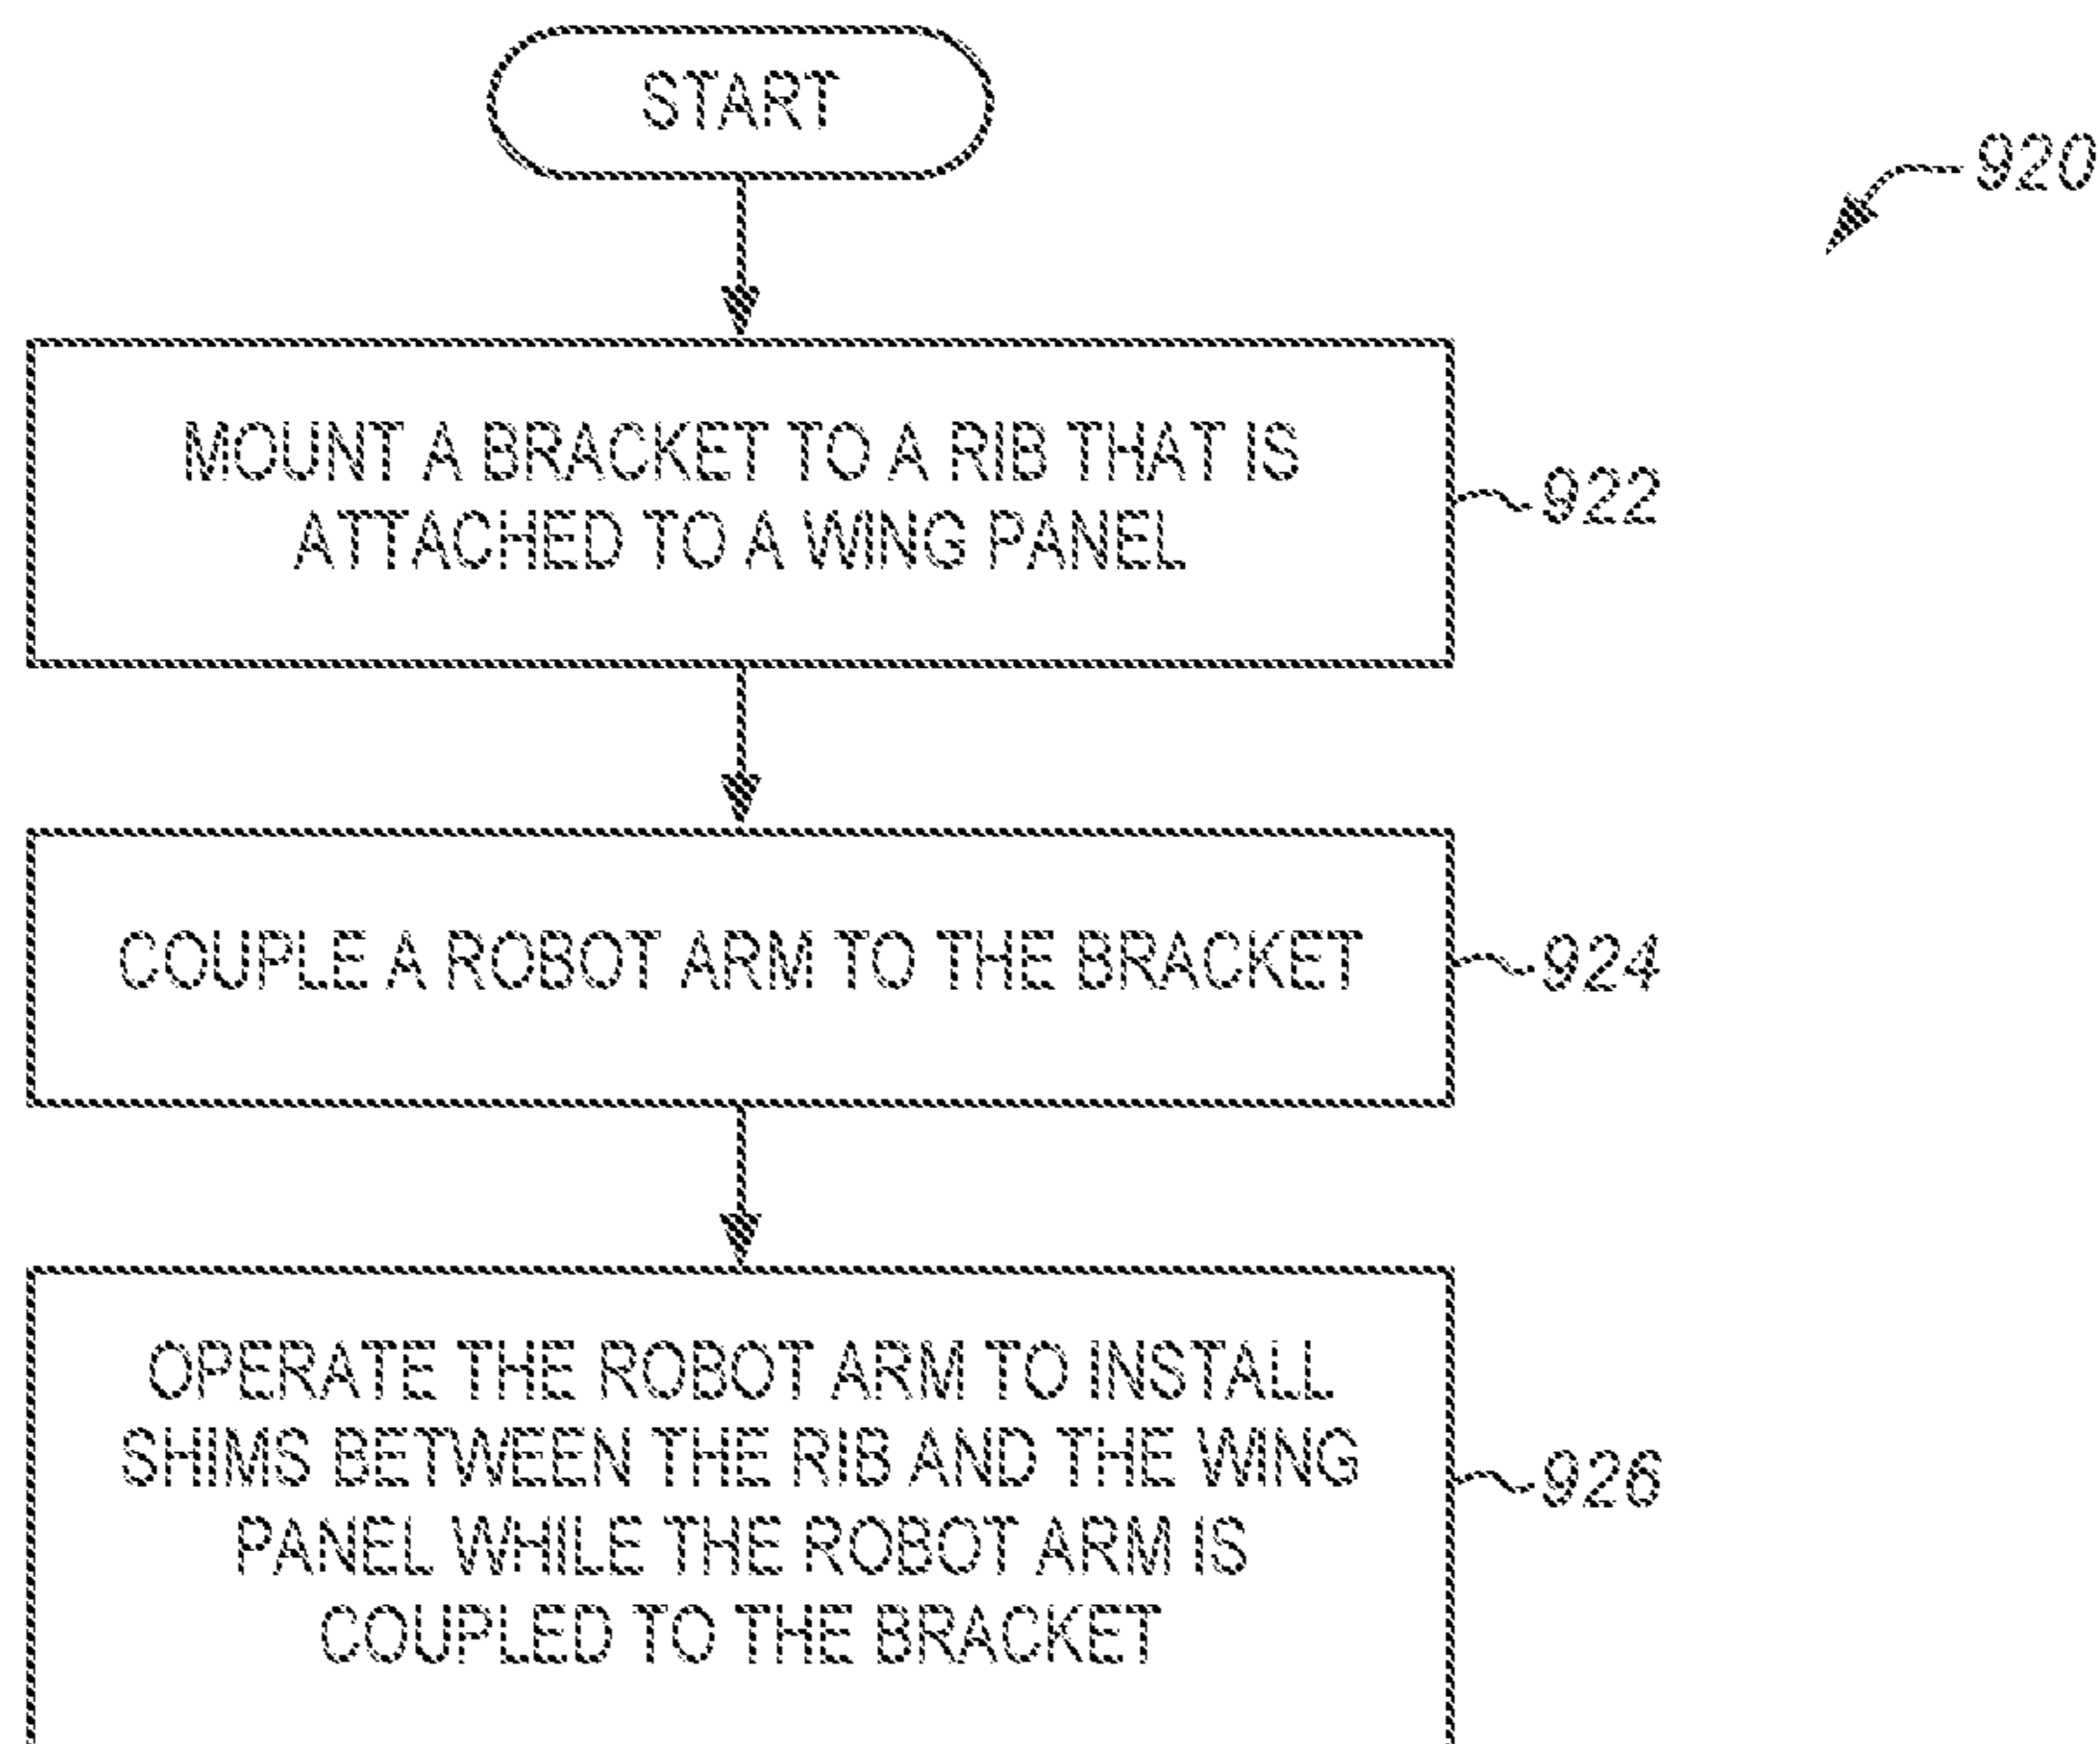 START
920
MOUNT A BRACKET TO A RIB THAT IS
ATTACHED TO A WING PANEL
922
COUPLE A ROBOT ARM TO THE BRACKET
924
OPERATE THE ROBOT ARM TO INSTALL
SHIMS BETWEEN THE RIB AND THE WING
PANEL WHILE THE ROBOT ARM IS
COUPLED TO THE BRACKET
926